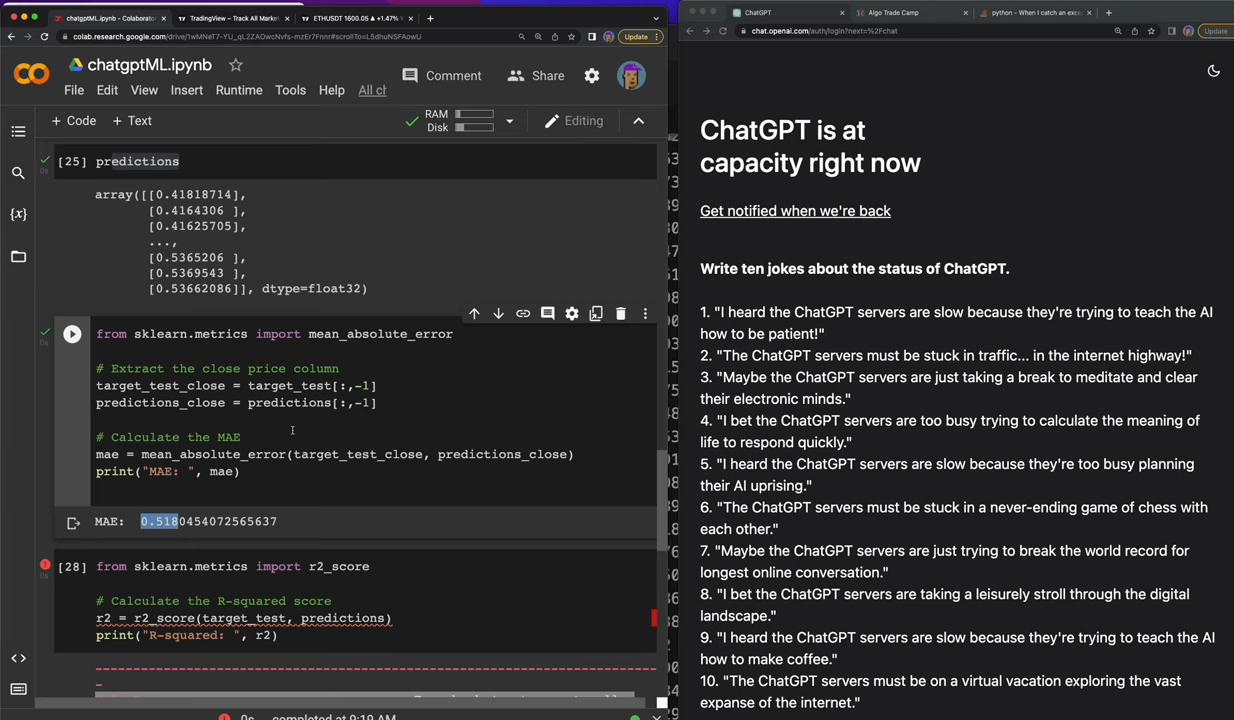 chatgptML.ipynb - Colaborator
TradingView – Track All Market
ETHUSDT 1600.05 ▲ +1.47% W
colab.research.google.com/drive/1wMNeT7-YU_qL2ZAOwcNvfs-mzEr7Fnnr#scrollTo=L5dhuNSFAowU
Update
chatgptML.ipynb
Comment
Share
File Edit View Insert Runtime Tools Help All ch
+ Code + Text
RAM
Disk
Editing
[25] predictions
0s
array([[0.41818714],
[0.4164306 ],
[0.41625705],
...,
[0.5365206 ],
[0.5369543 ],
[0.53662086]], dtype=float32)
0s
from sklearn.metrics import mean_absolute_error
# Extract the close price column
target_test_close = target_test[:,-1]
predictions_close = predictions[:,-1]
# Calculate the MAE
mae = mean_absolute_error(target_test_close, predictions_close)
print("MAE: ", mae)
MAE: 0.5180454072565637
[28] from sklearn.metrics import r2_score
0s
# Calculate the R-squared score
r2 = r2_score(target_test, predictions)
print("R-squared: ", r2)
0s completed at 9:19 AM
ChatGPT
Algo Trade Camp
python - When I catch an exce
chat.openai.com/auth/login?next=%2Fchat
Update
ChatGPT is at
capacity right now
Get notified when we're back
Write ten jokes about the status of ChatGPT.
1. "I heard the ChatGPT servers are slow because they're trying to teach the AI
how to be patient!"
2. "The ChatGPT servers must be stuck in traffic... in the internet highway!"
3. "Maybe the ChatGPT servers are just taking a break to meditate and clear
their electronic minds."
4. "I bet the ChatGPT servers are too busy trying to calculate the meaning of
life to respond quickly."
5. "I heard the ChatGPT servers are slow because they're too busy planning
their AI uprising."
6. "The ChatGPT servers must be stuck in a never-ending game of chess with
each other."
7. "Maybe the ChatGPT servers are just trying to break the world record for
longest online conversation."
8. "I bet the ChatGPT servers are taking a leisurely stroll through the digital
landscape."
9. "I heard the ChatGPT servers are slow because they're trying to teach the AI
how to make coffee."
10. "The ChatGPT servers must be on a virtual vacation exploring the vast
expanse of the internet."